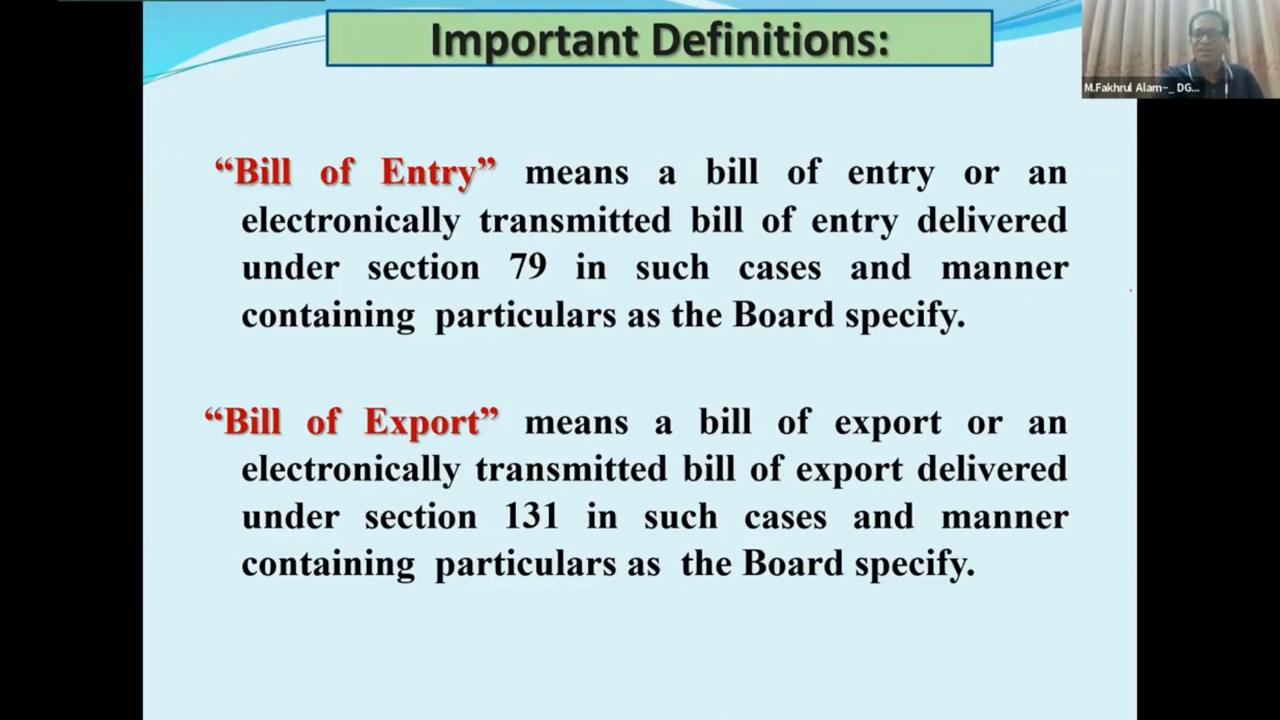 Important Definitions:
M.Fakhrul Alam-_ DG...
“Bill of Entry” means a bill of entry or an
electronically transmitted bill of entry delivered
under section 79 in such cases and manner
containing particulars as the Board specify.
“Bill of Export” means a bill of export or an
electronically transmitted bill of export delivered
under section 131 in such cases and manner
containing particulars as the Board specify.